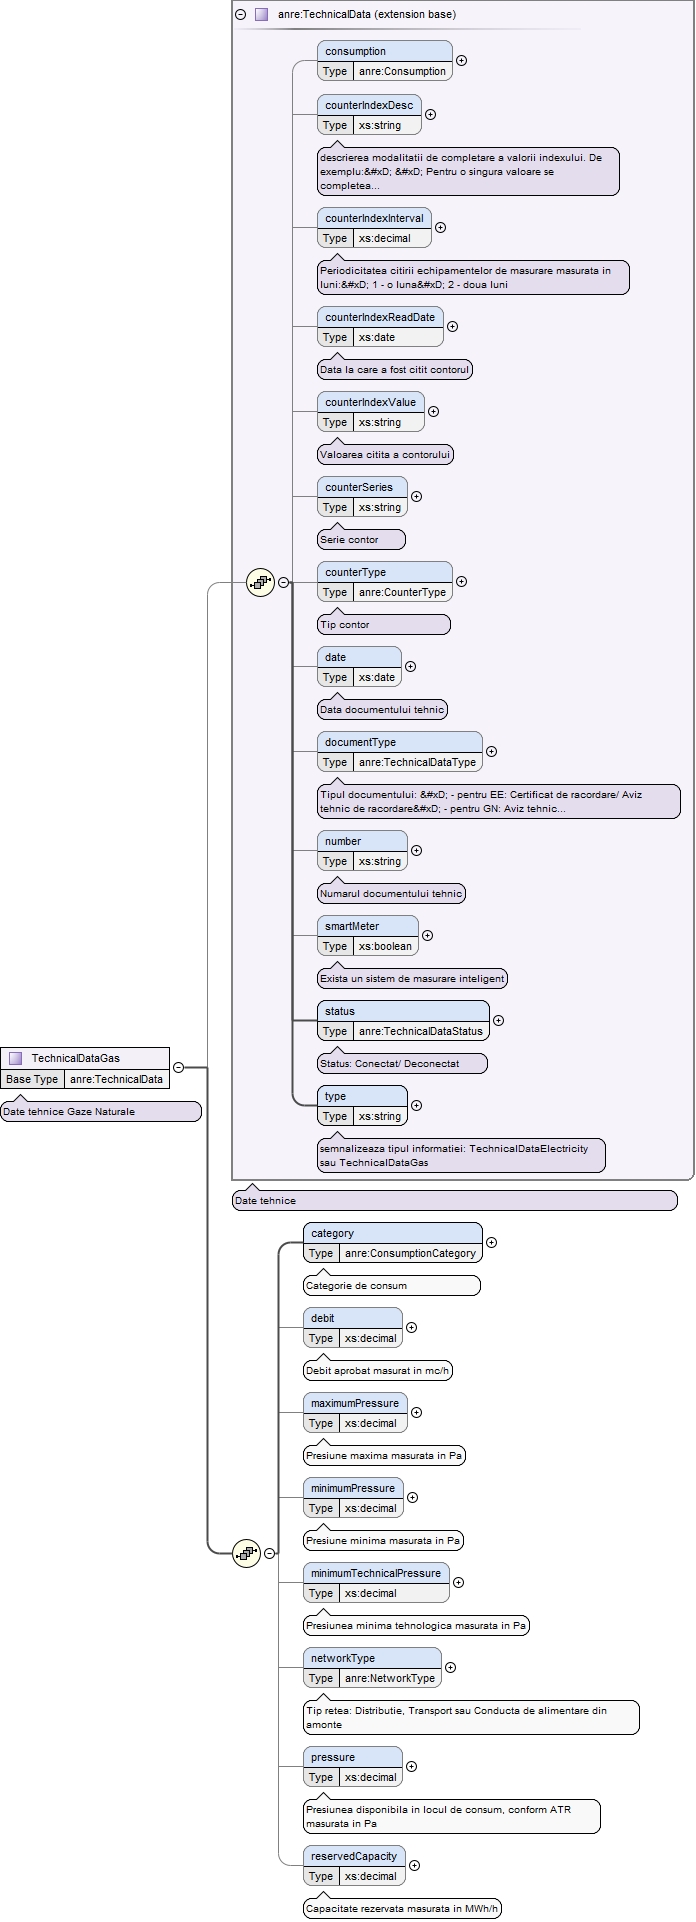 anre:TechnicalData (extension base)
consumption
Type anre:Consumption
counterIndexDesc
Type xs:string
descrierea modalitatii de completare a valorii indexului. De
exemplu:&#xD; &#xD; Pentru o singura valoare se
completea...
counterIndexInterval
Type xs:decimal
Periodicitatea citirii echipamentelor de masurare masurata in
luni:&#xD; 1 - o luna&#xD; 2 - doua luni
counterIndexReadDate
Type xs:date
Data la care a fost citit contorul
counterIndexValue
Type xs:string
Valoarea citita a contorului
counterSeries
Type xs:string
Serie contor
counterType
Type anre:CounterType
Tip contor
date
Type xs:date
Data documentului tehnic
documentType
Type anre:TechnicalDataType
Tipul documentului: &#xD; - pentru EE: Certificat de racordare/ Aviz
tehnic de racordare&#xD; - pentru GN: Aviz tehnic...
number
Type xs:string
Numarul documentului tehnic
smartMeter
Type xs:boolean
Exista un sistem de masurare inteligent
status
Type anre:TechnicalDataStatus
Status: Conectat/ Deconectat
type
Type xs:string
semnalizeaza tipul informatiei: TechnicalDataElectricity
sau TechnicalDataGas
Date tehnice
TechnicalDataGas
Base Type anre:TechnicalData
Date tehnice Gaze Naturale
category
Type anre:ConsumptionCategory
Categorie de consum
debit
Type xs:decimal
Debit aprobat masurat in mc/h
maximumPressure
Type xs:decimal
Presiune maxima masurata in Pa
minimumPressure
Type xs:decimal
Presiune minima masurata in Pa
minimumTechnicalPressure
Type xs:decimal
Presiunea minima tehnologica masurata in Pa
networkType
Type anre:NetworkType
Tip retea: Distributie, Transport sau Conducta de alimentare din
amonte
pressure
Type xs:decimal
Presiunea disponibila in locul de consum, conform ATR
masurata in Pa
reservedCapacity
Type xs:decimal
Capacitate rezervata masurata in MWh/h